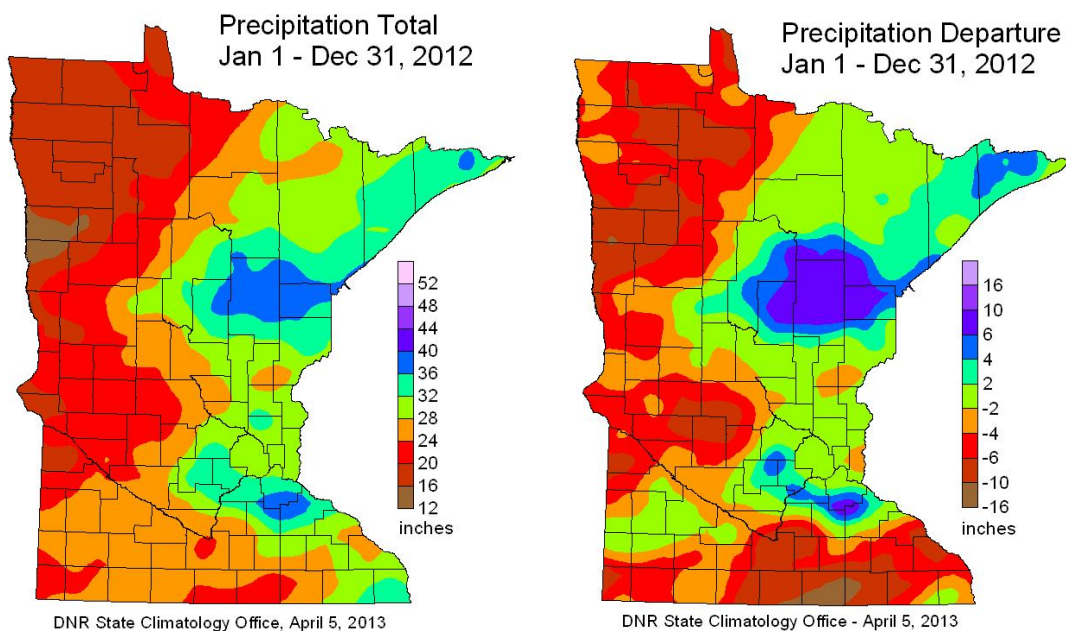 Precipitation Total
Jan 1 - Dec 31, 2012
52
48
44
40
36
32
28
24
20
16
12
inches
DNR State Climatology Office, April 5, 2013
Precipitation Departure
Jan 1 - Dec 31, 2012
16
10
6
4
2
-2
-4
-6
-10
-16
inches
DNR State Climatology Office - April 5, 2013